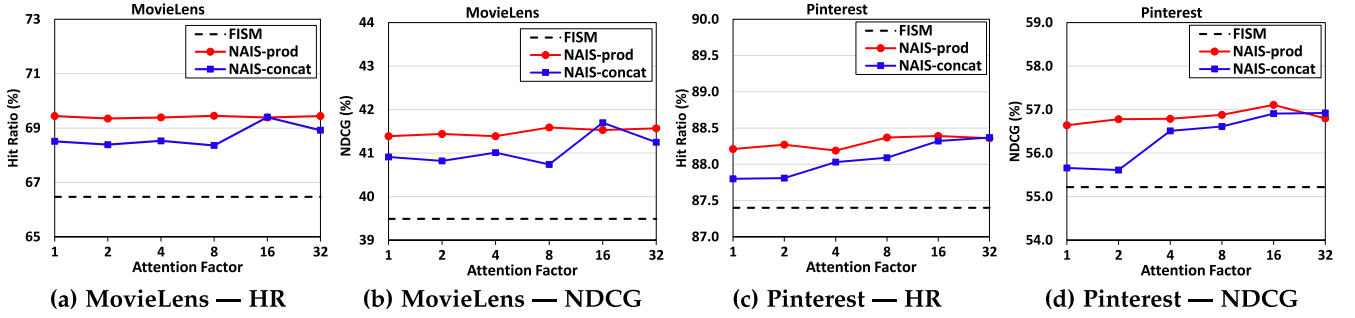 MovieLens
73
71
69
67
65
Hit Ratio (%)
FISM
NAIS-prod
NAIS-concat
1 2 4 8 16 32
Attention Factor
(a) MovieLens — HR
MovieLens
44
43
42
41
40
39
NDCG (%)
FISM
NAIS-prod
NAIS-concat
1 2 4 8 16 32
Attention Factor
(b) MovieLens — NDCG
Pinterest
90.0
89.5
89.0
88.5
88.0
87.5
87.0
Hit Ratio (%)
FISM
NAIS-prod
NAIS-concat
1 2 4 8 16 32
Attention Factor
(c) Pinterest — HR
Pinterest
59.0
58.0
57.0
56.0
55.0
54.0
NDCG (%)
FISM
NAIS-prod
NAIS-concat
1 2 4 8 16 32
Attention Factor
(d) Pinterest — NDCG